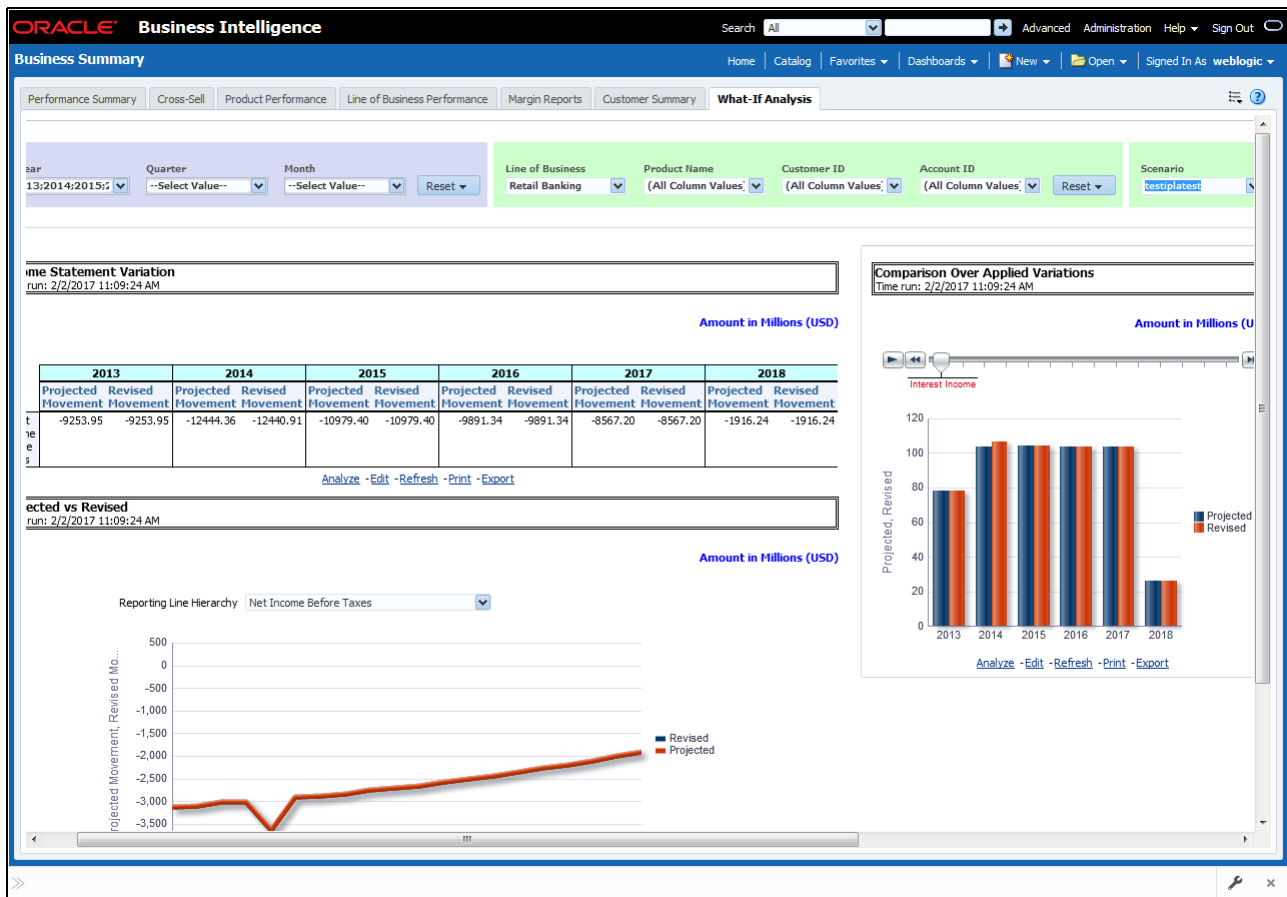 ORACLE Business Intelligence
Search All Advanced Administration Help Sign Out
Business Summary
Home Catalog Favorites Dashboards New Open Signed In As weblogic
Performance Summary Cross-Sell Product Performance Line of Business Performance Margin Reports Customer Summary What-If Analysis
ear Quarter Month Line of Business Product Name Customer ID Account ID Scenario
13;2014;2015;2 --Select Value-- --Select Value-- Reset Retail Banking (All Column Values) (All Column Values) (All Column Values) Reset testiplatest
ome Statement Variation
run: 2/2/2017 11:09:24 AM
Amount in Millions (USD)
2013 2014 2015 2016 2017 2018
Projected Revised Projected Revised Projected Revised Projected Revised Projected Revised Projected Revised
Movement Movement Movement Movement Movement Movement Movement Movement Movement Movement Movement Movement
-9253.95 -9253.95 -12444.36 -12440.91 -10979.40 -10979.40 -9891.34 -9891.34 -8567.20 -8567.20 -1916.24 -1916.24
Analyze -Edit -Refresh -Print -Export
ected vs Revised
run: 2/2/2017 11:09:24 AM
Amount in Millions (USD)
Reporting Line Hierarchy Net Income Before Taxes
rojected Movement, Revised Mo...
500
0
-500
-1,000
-1,500
-2,000
-2,500
-3,000
-3,500
Revised
Projected
Comparison Over Applied Variations
Time run: 2/2/2017 11:09:24 AM
Amount in Millions (U
Interest Income
Projected, Revised
120
100
80
60
40
20
0
2013 2014 2015 2016 2017 2018
Projected
Revised
Analyze -Edit -Refresh -Print -Export